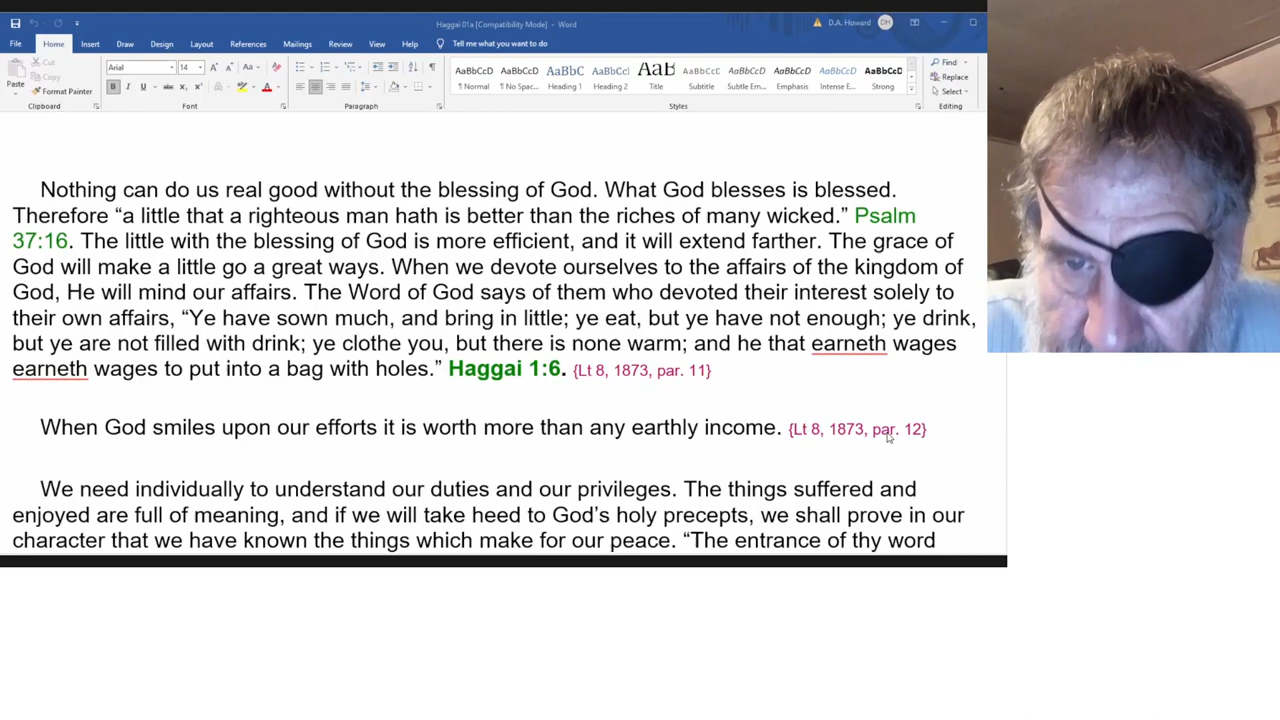 Haggai 01a [Compatibility Mode] - Word
D.A. Howard
DH
File Home Insert Draw Design Layout References Mailings Review View Help Tell me what you want to do
Cut
Copy
Paste
Format Painter
Arial 14
AaBbCcD AaBbCcD AaBbC AaBbCcI AaB AaBbCcD AaBbCcD AaBbCcD AaBbCcD AaBbCcD
¶ Normal ¶ No Spac... Heading 1 Heading 2 Title Subtitle Subtle Em... Emphasis Intense E... Strong
Find
Replace
Select
Clipboard Font Paragraph Styles Editing
Nothing can do us real good without the blessing of God. What God blesses is blessed.
Therefore “a little that a righteous man hath is better than the riches of many wicked.” Psalm
37:16. The little with the blessing of God is more efficient, and it will extend farther. The grace of
God will make a little go a great ways. When we devote ourselves to the affairs of the kingdom of
God, He will mind our affairs. The Word of God says of them who devoted their interest solely to
their own affairs, “Ye have sown much, and bring in little; ye eat, but ye have not enough; ye drink,
but ye are not filled with drink; ye clothe you, but there is none warm; and he that earneth wages
earneth wages to put into a bag with holes.” Haggai 1:6. {Lt 8, 1873, par. 11}
When God smiles upon our efforts it is worth more than any earthly income. {Lt 8, 1873, par. 12}
We need individually to understand our duties and our privileges. The things suffered and
enjoyed are full of meaning, and if we will take heed to God’s holy precepts, we shall prove in our
character that we have known the things which make for our peace. “The entrance of thy word